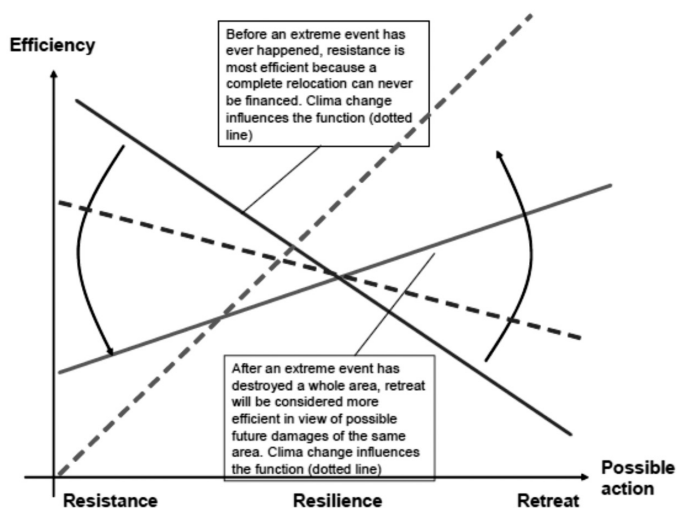 Efficiency
Before an extreme event has
ever happened, resistance is
most efficient because a
complete relocation can never
be financed. Clima change
influences the function (dotted
line)
After an extreme event has
destroyed a whole area, retreat
will be considered more
efficient in view of possible
future damages of the same
area. Clima change influences
the function (dotted line)
Possible
action
Resistance
Resilience
Retreat